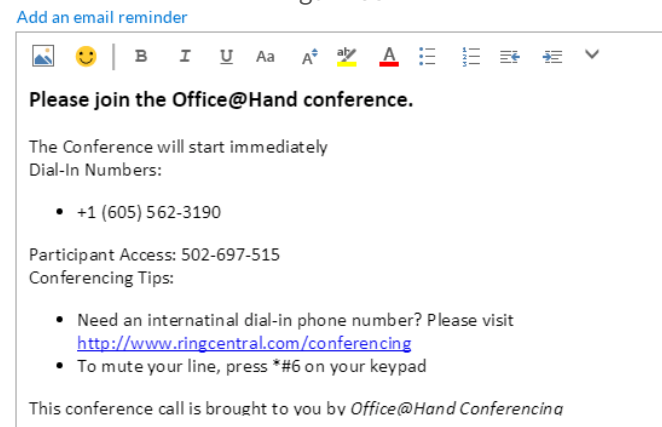 Add an email reminder
B I U Aa A aby A
Please join the Office@Hand conference.
The Conference will start immediately
Dial-In Numbers:
• +1 (605) 562-3190
Participant Access: 502-697-515
Conferencing Tips:
• Need an internatinal dial-in phone number? Please visit
http://www.ringcentral.com/conferencing
• To mute your line, press *#6 on your keypad
This conference call is brought to you by Office@Hand Conferencing